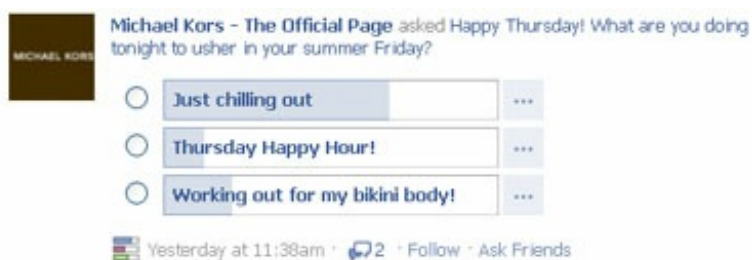 MICHAEL KORS
Michael Kors - The Official Page asked Happy Thursday! What are you doing
tonight to usher in your summer Friday?
Just chilling out
...
Thursday Happy Hour!
...
Working out for my bikini body!
...
Yesterday at 11:38am · 2 · Follow · Ask Friends